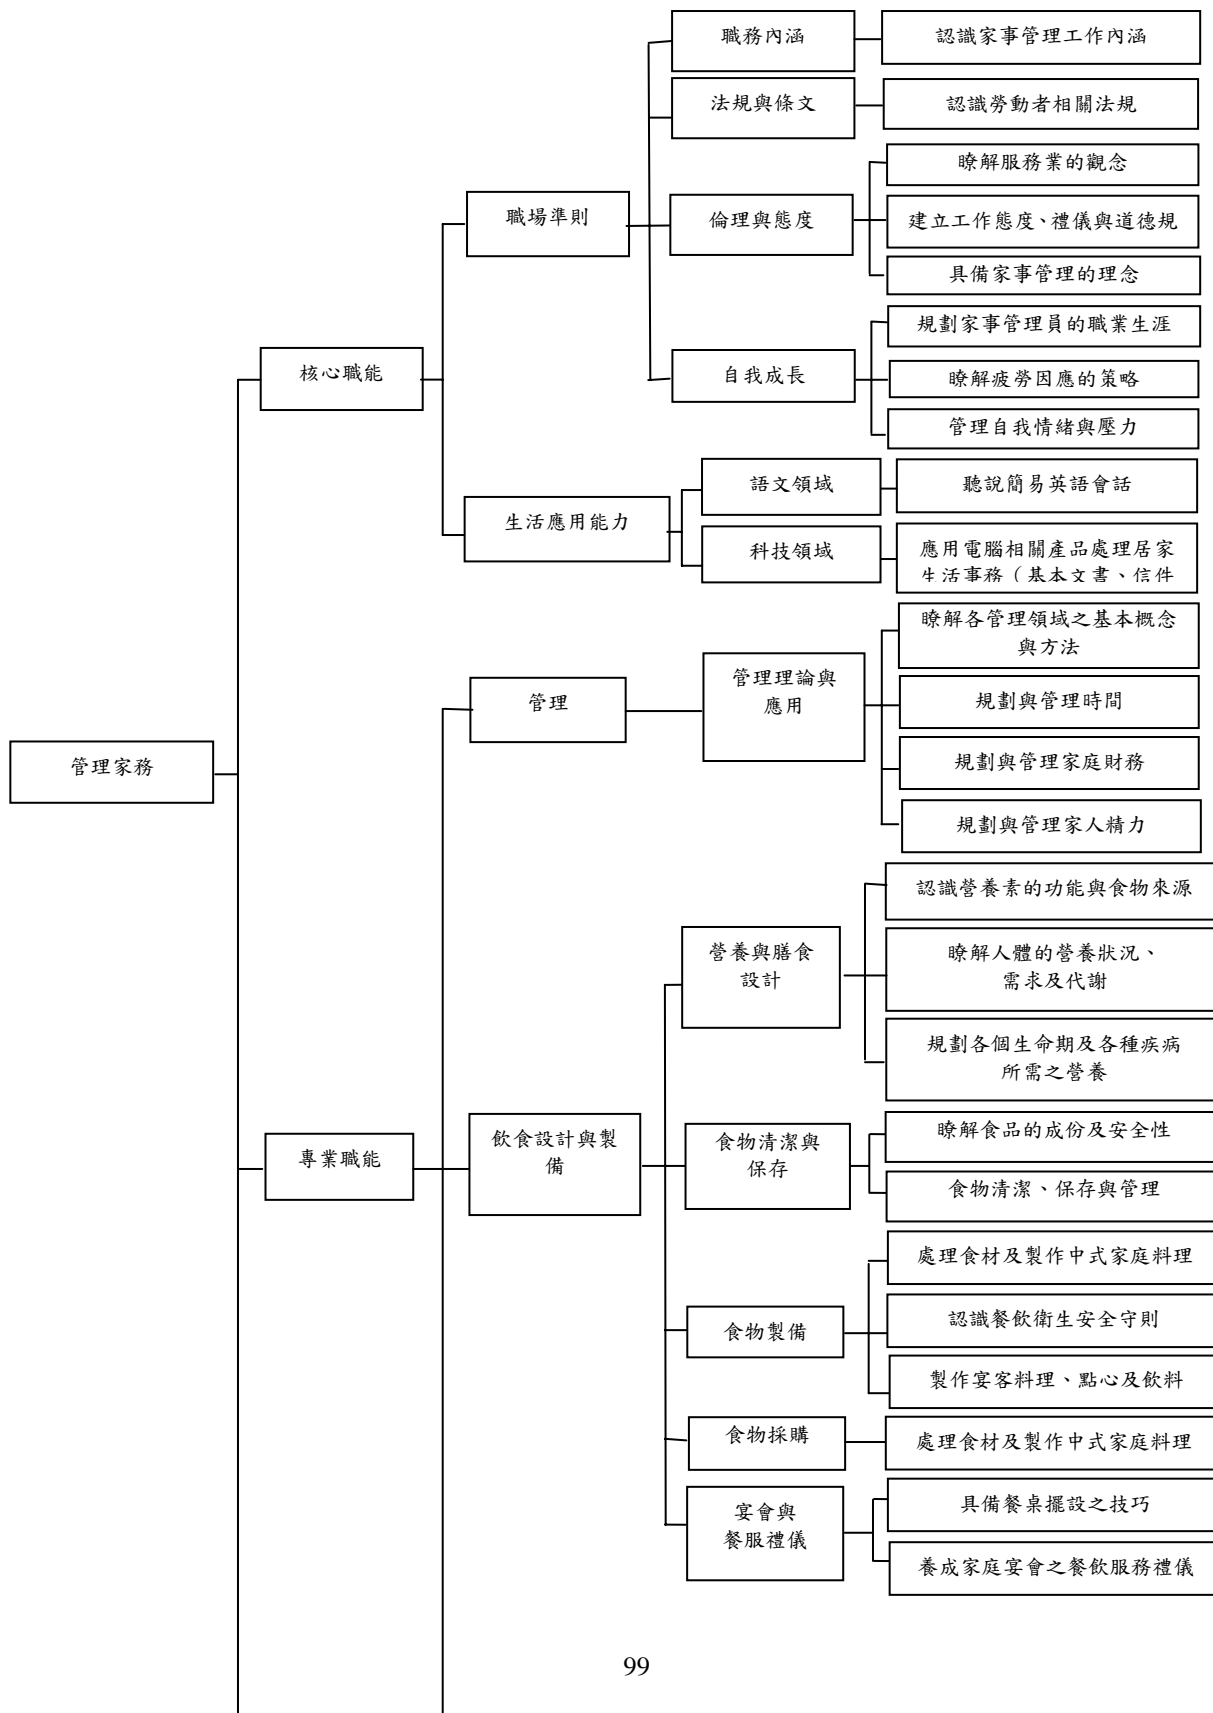 職務內涵
認識家事管理工作內涵
法規與條文
認識勞動者相關法規
瞭解服務業的觀念
職場準則
倫理與態度
建立工作態度、禮儀與道德規
具備家事管理的理念
規劃家事管理員的職業生涯
核心職能
自我成長
瞭解疲勞因應的策略
管理自我情緒與壓力
語文領域
聽說簡易英語會話
生活應用能力
科技領域
應用電腦相關產品處理居家
生活事務（基本文書、信件
瞭解各管理領域之基本概念
與方法
管理
管理理論與
應用
規劃與管理時間
管理家務
規劃與管理家庭財務
規劃與管理家人精力
認識營養素的功能與食物來源
營養與膳食
設計
瞭解人體的營養狀況、
需求及代謝
規劃各個生命期及各種疾病
所需之營養
專業職能
飲食設計與製
備
食物清潔與
保存
瞭解食品的成份及安全性
食物清潔、保存與管理
處理食材及製作中式家庭料理
食物製備
認識餐飲衛生安全守則
製作宴客料理、點心及飲料
食物採購
處理食材及製作中式家庭料理
宴會與
餐服禮儀
具備餐桌擺設之技巧
養成家庭宴會之餐飲服務禮儀
99